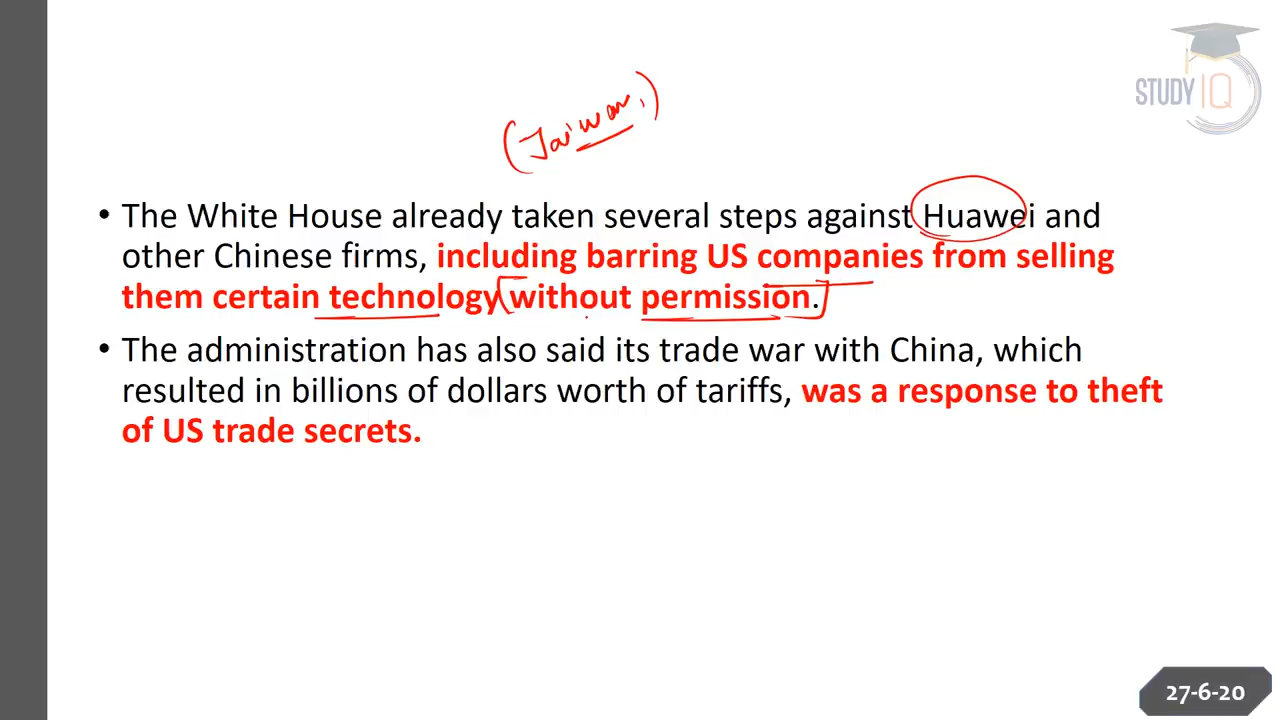 STUDY IQ
(Taiwan,)
• The White House already taken several steps against Huawei and
other Chinese firms, including barring US companies from selling
them certain technology without permission.
• The administration has also said its trade war with China, which
resulted in billions of dollars worth of tariffs, was a response to theft
of US trade secrets.
27-6-20